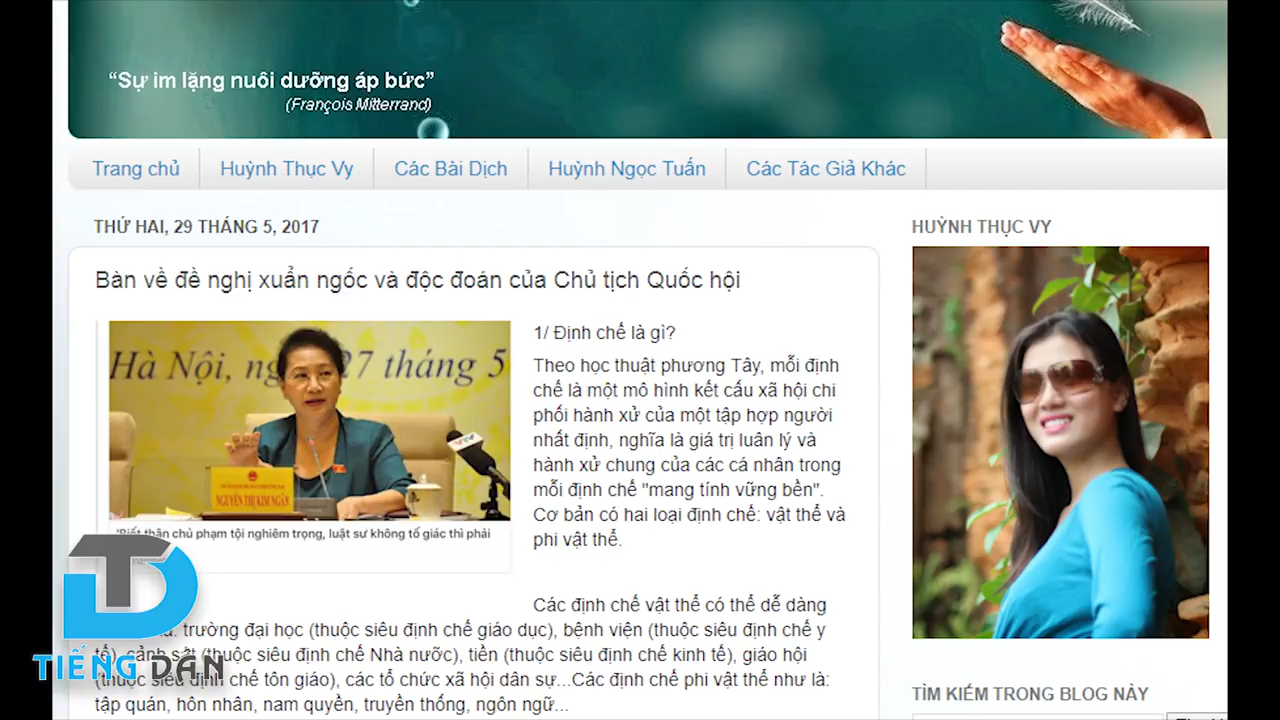 “Sự im lặng nuôi dưỡng áp bức”
(François Mitterrand)
Trang chủ
Huỳnh Thục Vy
Các Bài Dịch
Huỳnh Ngọc Tuấn
Các Tác Giả Khác
THỨ HAI, 29 THÁNG 5, 2017
HUỲNH THỤC VY
Bàn về đề nghị xuẩn ngốc và độc đoán của Chủ tịch Quốc hội
Hà Nội, 27 tháng 5
VTV
NGUYỄN THỊ KIM NGÂN
'Biết thân chủ phạm tội nghiêm trọng, luật sư không tố giác thì phải
1/ Định chế là gì?
Theo học thuật phương Tây, mỗi định
chế là một mô hình kết cấu xã hội chi
phối hành xử của một tập hợp người
nhất định, nghĩa là giá trị luân lý và
hành xử chung của các cá nhân trong
mỗi định chế "mang tính vững bền".
Cơ bản có hai loại định chế: vật thể và
phi vật thể.
Các định chế vật thể có thể dễ dàng
trường đại học (thuộc siêu định chế giáo dục), bệnh viện (thuộc siêu định chế y
tế), cảnh sát (thuộc siêu định chế Nhà nước), tiền (thuộc siêu định chế kinh tế), giáo hội
(thuộc siêu định chế tôn giáo), các tổ chức xã hội dân sự...Các định chế phi vật thể như là:
tập quán, hôn nhân, nam quyền, truyền thống, ngôn ngữ...
TD
TIẾNG DÂN
TÌM KIẾM TRONG BLOG NÀY